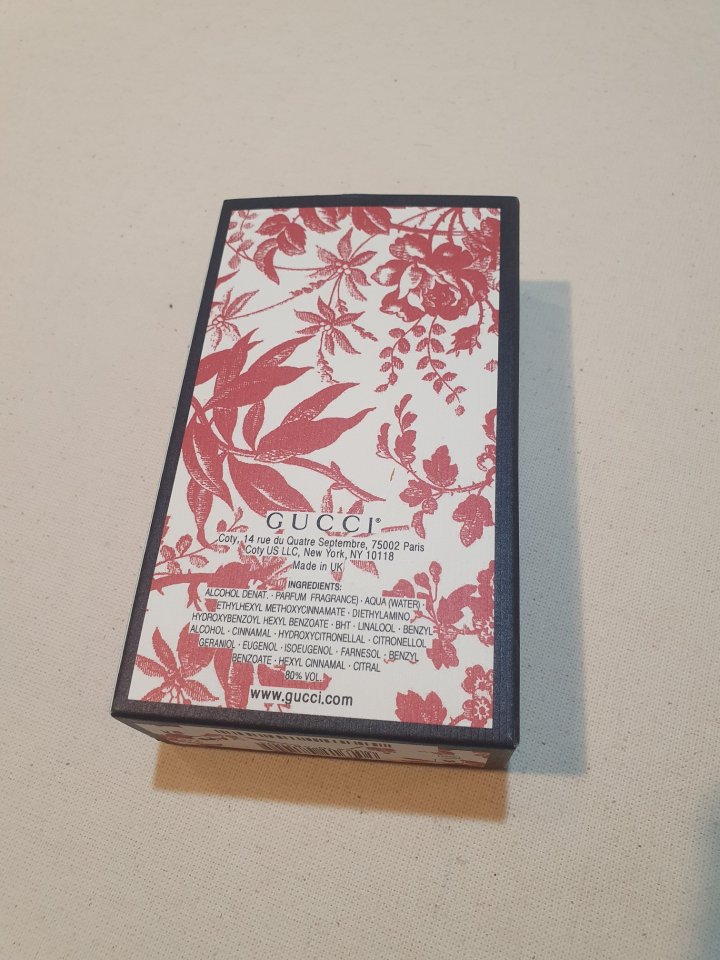 GUCCI®
Coty, 14 rue du Quatre Septembre, 75002 Paris
Coty US LLC, New York, NY 10118
Made in UK
INGREDIENTS:
ALCOHOL DENAT. · PARFUM FRAGRANCE) · AQUA (WATER) ·
ETHYLHEXYL METHOXYCINNAMATE · DIETHYLAMINO
HYDROXYBENZOYL HEXYL BENZOATE · BHT · LINALOOL · BENZYL
ALCOHOL · CINNAMAL · HYDROXYCITRONELLAL · CITRONELLOL
GERANIOL · EUGENOL · ISOEUGENOL · FARNESOL · BENZYL
BENZOATE · HEXYL CINNAMAL · CITRAL
80% VOL.
www.gucci.com